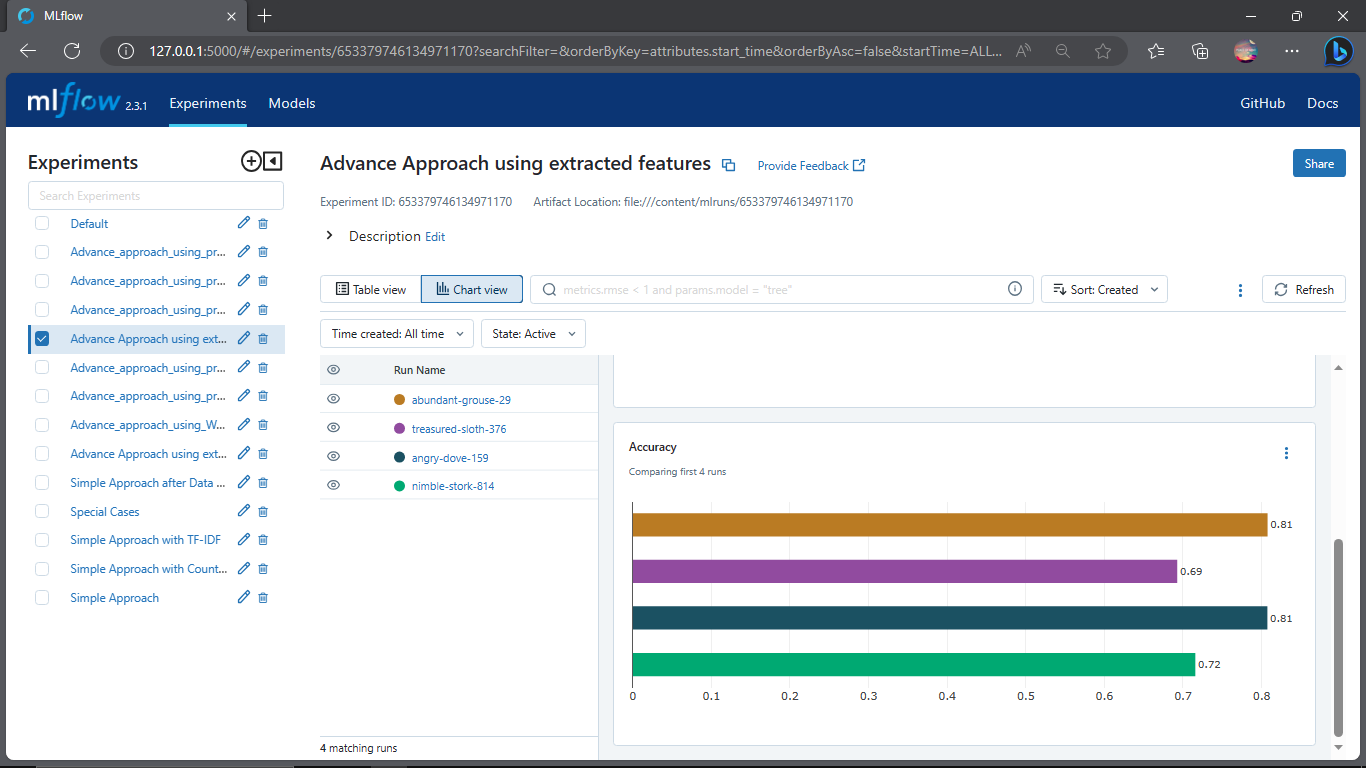 MLflow
127.0.0.1:5000/#/experiments/653379746134971170?searchFilter=&orderByKey=attributes.start_time&orderByAsc=false&startTime=ALL...
mlflow 2.3.1 Experiments Models GitHub Docs
Experiments
Search Experiments
Default
Advance_approach_using_pr...
Advance_approach_using_pr...
Advance_approach_using_pr...
Advance Approach using ext...
Advance_approach_using_pr...
Advance_approach_using_pr...
Advance_approach_using_W...
Advance Approach using ext...
Simple Approach after Data ...
Special Cases
Simple Approach with TF-IDF
Simple Approach with Count...
Simple Approach
Advance Approach using extracted features Provide Feedback Share
Experiment ID: 653379746134971170 Artifact Location: file:///content/mlruns/653379746134971170
Description Edit
Table view Chart view metrics.rmse < 1 and params.model = "tree" Sort: Created Refresh
Time created: All time State: Active
Run Name
abundant-grouse-29
treasured-sloth-376
angry-dove-159
nimble-stork-814
4 matching runs
Accuracy
Comparing first 4 runs
0.81
0.69
0.81
0.72
0 0.1 0.2 0.3 0.4 0.5 0.6 0.7 0.8